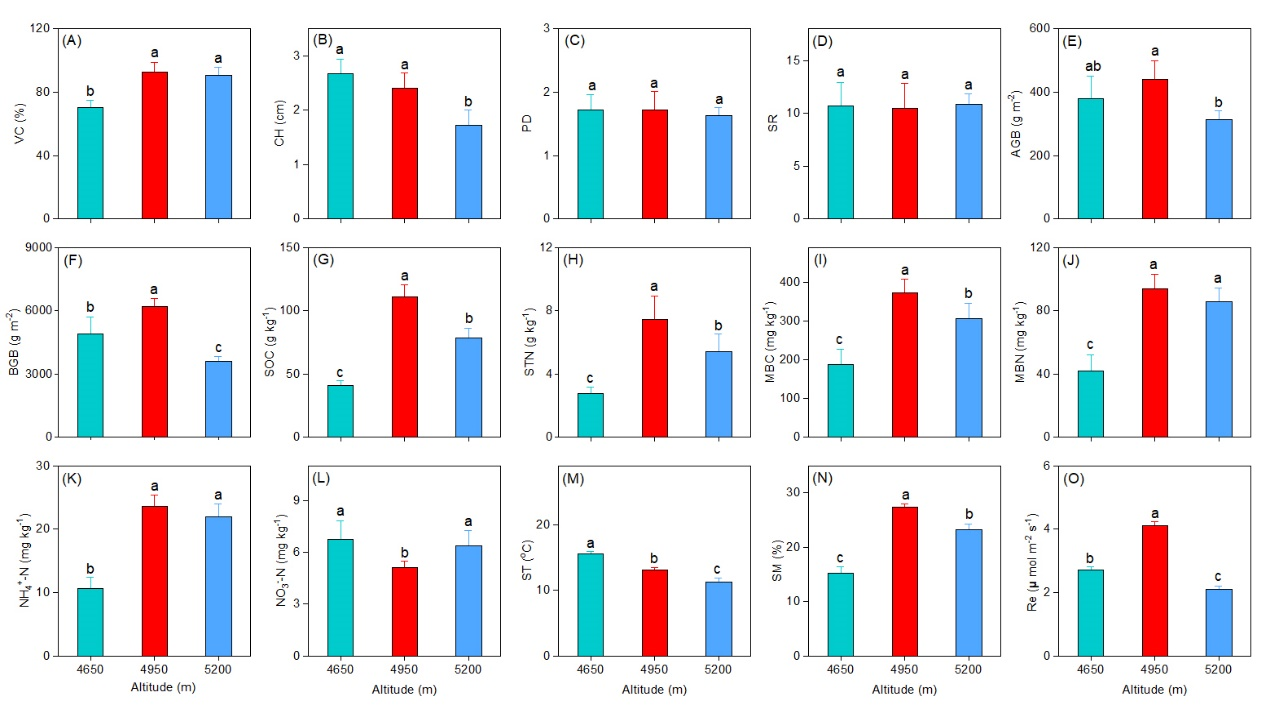 (A)
120
80
40
0
VC (%)
b
a
a
(B)
3
2
1
0
CH (cm)
a
a
b
(C)
3
2
1
0
PD
a
a
a
(D)
15
10
5
0
SR
a
a
a
(E)
600
400
200
0
AGB (g m⁻²)
ab
a
b
(F)
9000
6000
3000
0
BGB (g m⁻²)
b
a
c
(G)
150
100
50
0
SOC (g kg⁻¹)
c
a
b
(H)
12
8
4
0
STN (g kg⁻¹)
c
a
b
(I)
400
300
200
100
0
MBC (mg kg⁻¹)
c
a
b
(J)
120
80
40
0
MBN (mg kg⁻¹)
c
a
a
(K)
30
20
10
0
NH₄⁺-N (mg kg⁻¹)
b
a
a
4650 4950 5200
Altitude (m)
(L)
9
6
3
0
NO₃-N (mg kg⁻¹)
a
b
a
4650 4950 5200
Altitude (m)
(M)
20
10
0
ST (°C)
a
b
c
4650 4950 5200
Altitude (m)
(N)
30
20
10
0
SM (%)
c
a
b
4650 4950 5200
Altitude (m)
(O)
6
4
2
0
Re (μ mol m⁻² s⁻¹)
b
a
c
4650 4950 5200
Altitude (m)